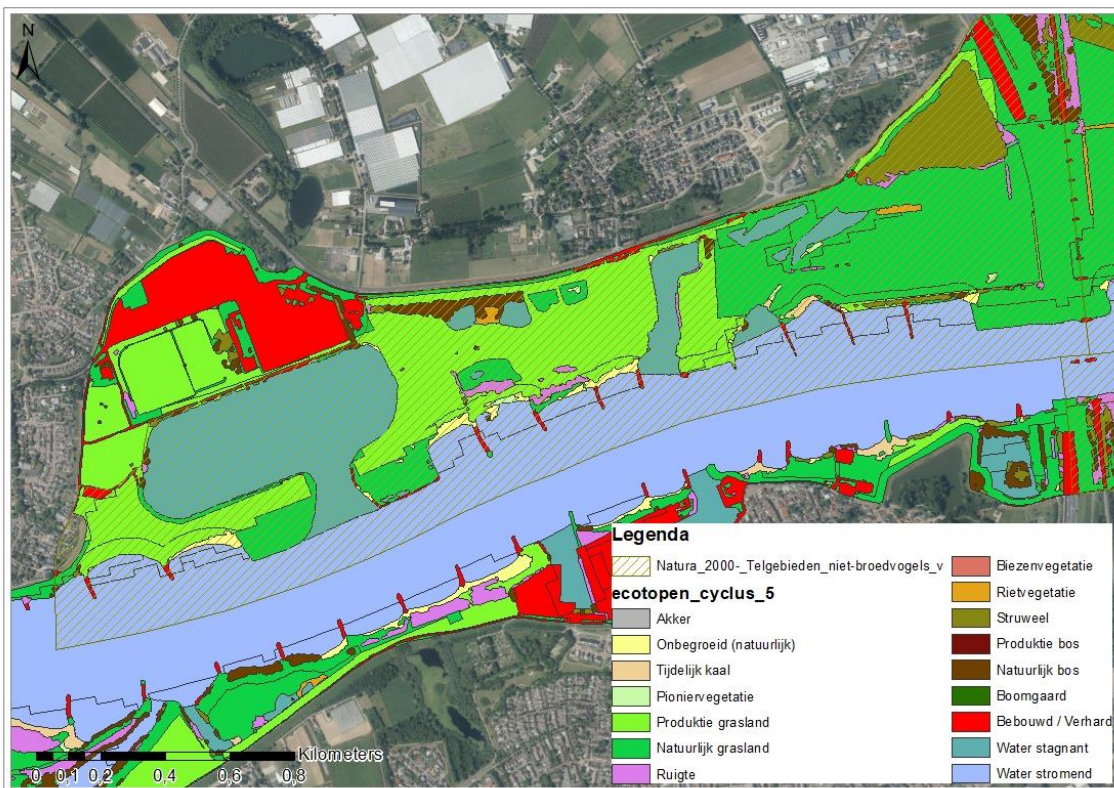 N
Legenda
Natura_2000-_Telgebieden_niet-broedvogels_v
ecotopen_cyclus_5
Akker
Onbegroeid (natuurlijk)
Tijdelijk kaal
Pioniervegetatie
Produktie grasland
Natuurlijk grasland
Ruigte
Biezenvegetatie
Rietvegetatie
Struweel
Produktie bos
Natuurlijk bos
Boomgaard
Bebouwd / Verhard
Water stagnant
Water stromend
Kilometers
0 0,1 0,2 0,4 0,6 0,8